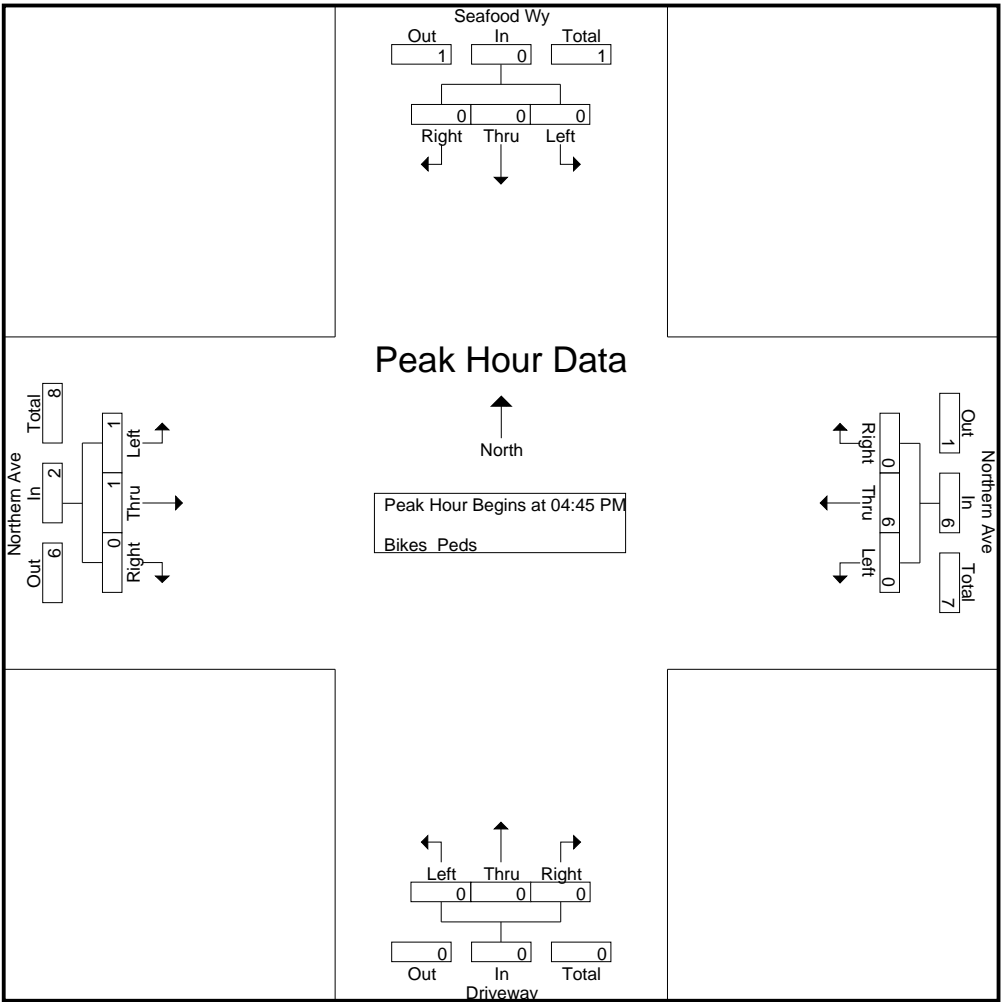 Seafood Wy
Out In Total
1 0 1
0 0 0
Right Thru Left
Northern Ave
Out In Total
6 2 8
0 1 1
Right Thru Left
Peak Hour Data
North
Peak Hour Begins at 04:45 PM
Bikes Peds
Northern Ave
Out In Total
1 6 7
0 6 0
Right Thru Left
Left Thru Right
0 0 0
0 0 0
Out In Total
Driveway